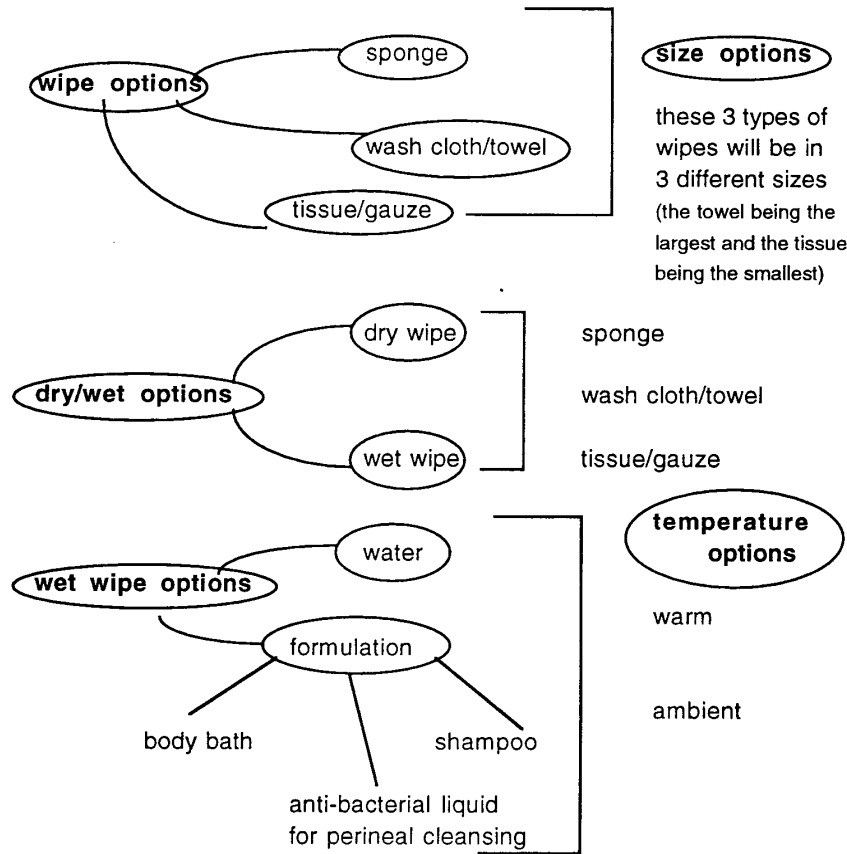 sponge
size options
wipe options
these 3 types of
wipes will be in
3 different sizes
(the towel being the
largest and the tissue
being the smallest)
wash cloth/towel
tissue/gauze
dry wipe
sponge
dry/wet options
wash cloth/towel
wet wipe
tissue/gauze
temperature
options
water
wet wipe options
warm
formulation
ambient
body bath
shampoo
anti-bacterial liquid
for perineal cleansing